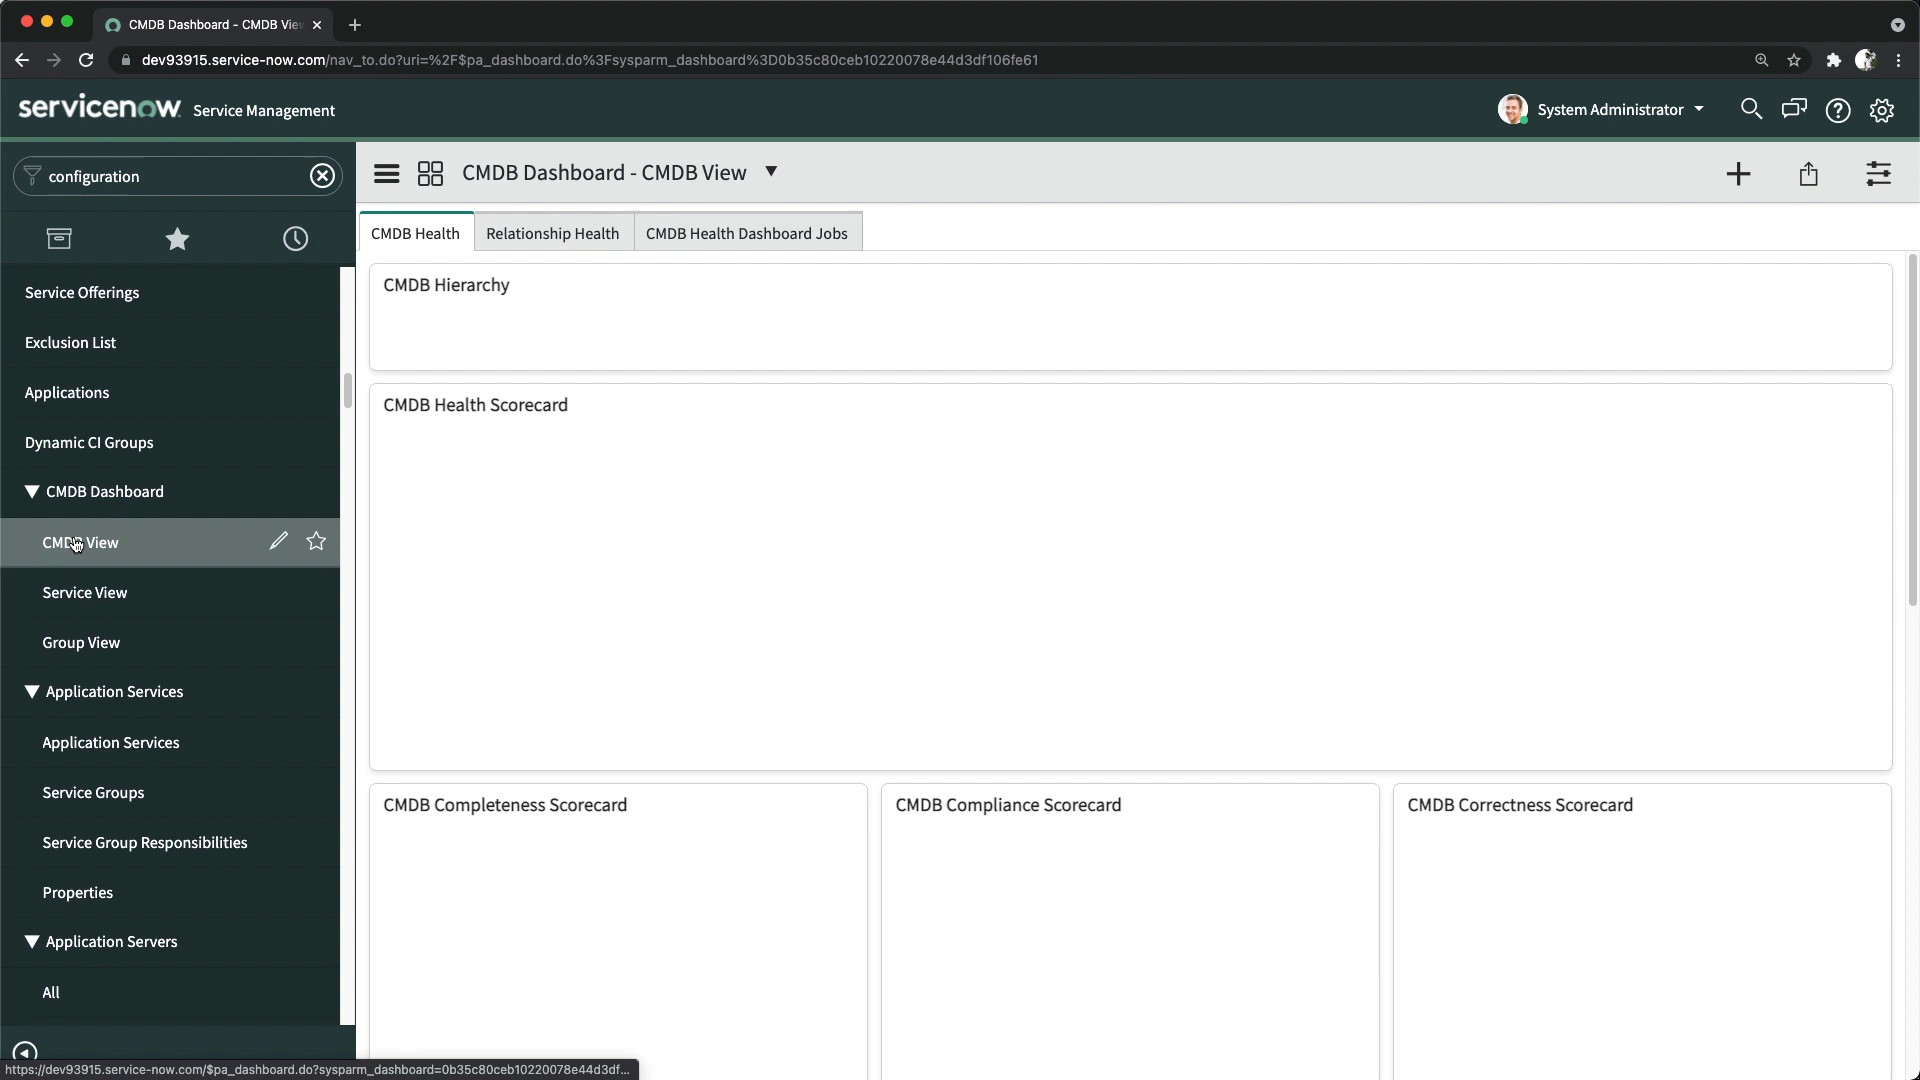 CMDB Dashboard - CMDB Vie
dev93915.service-now.com/nav_to.do?uri=%2F$pa_dashboard.do%3Fsysparm_dashboard%3D0b35c80ceb10220078e44d3df106fe61
servicenow Service Management
System Administrator
configuration
CMDB Dashboard - CMDB View
CMDB Health
Relationship Health
CMDB Health Dashboard Jobs
Service Offerings
Exclusion List
Applications
Dynamic CI Groups
CMDB Dashboard
CMDB View
Service View
Group View
Application Services
Application Services
Service Groups
Service Group Responsibilities
Properties
Application Servers
All
CMDB Hierarchy
CMDB Health Scorecard
CMDB Completeness Scorecard
CMDB Compliance Scorecard
CMDB Correctness Scorecard
https://dev93915.service-now.com/$pa_dashboard.do?sysparm_dashboard=0b35c80ceb10220078e44d3df...